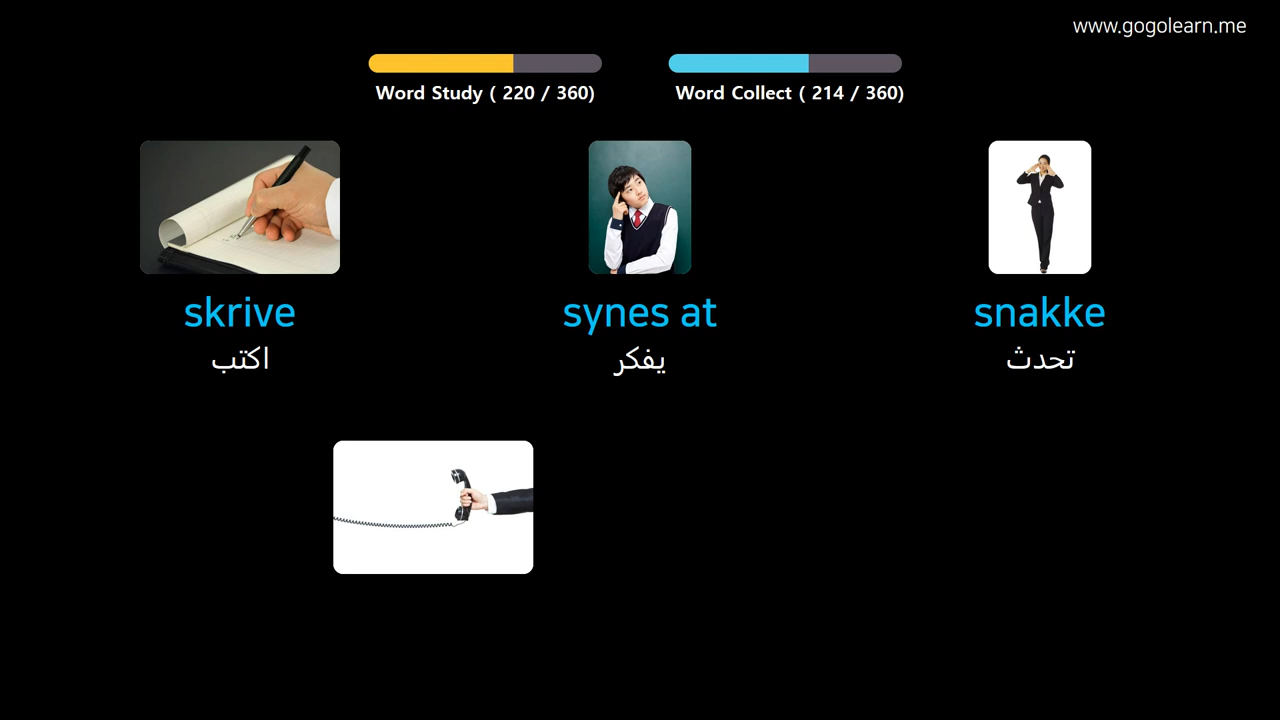 www.gogolearn.me
Word Study ( 220 / 360)
Word Collect ( 214 / 360)
skrive
اكتب
synes at
يفكر
snakke
تحدث